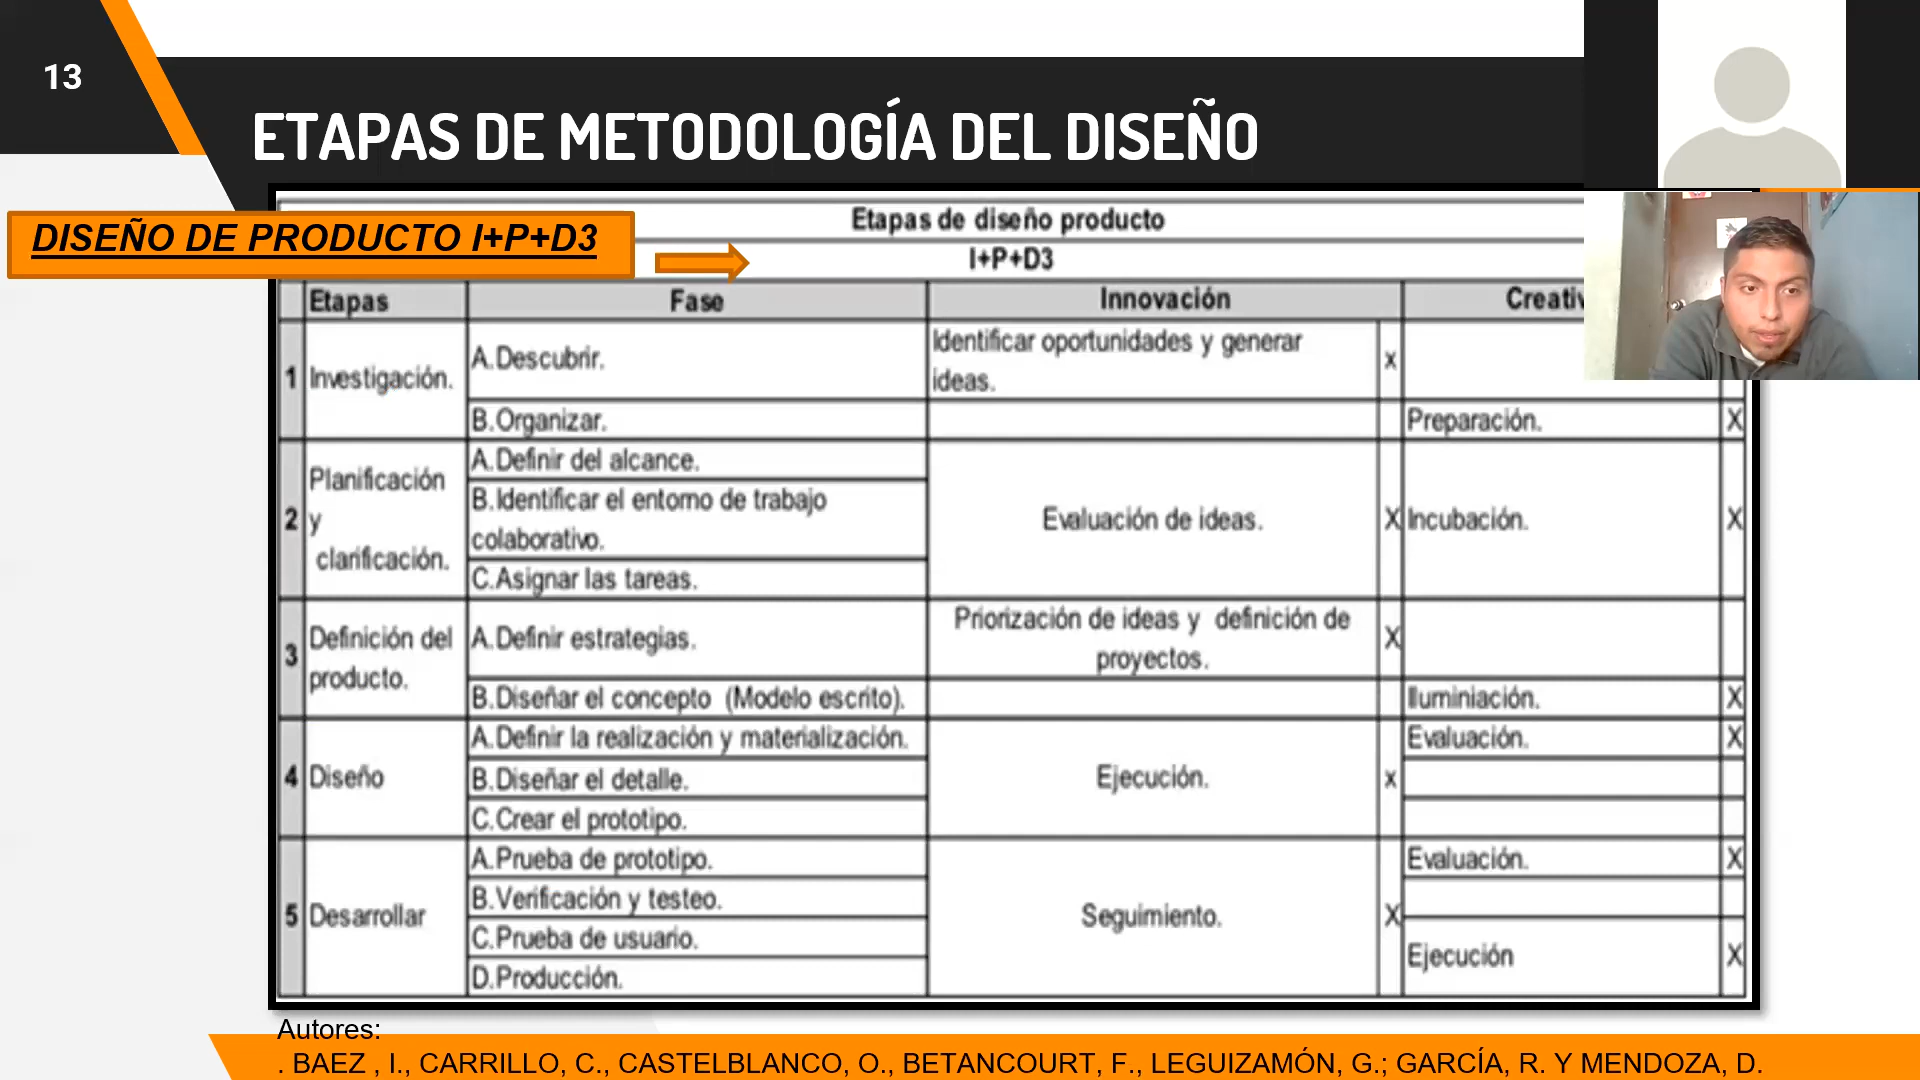 13
ETAPAS DE METODOLOGÍA DEL DISEÑO
DISEÑO DE PRODUCTO I+P+D3
Etapas de diseño producto
I+P+D3
Etapas Fase Innovación
1 Investigación. A.Descubrir. Identificar oportunidades y generar
ideas. x
B.Organizar. Preparación. X
2 Planificación
y
clarificación.
A.Definir del alcance.
B.Identificar el entorno de trabajo
colaborativo.
C.Asignar las tareas.
Evaluación de ideas. X Incubación. X
3 Definición del
producto.
A.Definir estrategias. Priorización de ideas y definición de
proyectos. X
B.Diseñar el concepto (Modelo escrito). Iluminiación. X
4 Diseño
A.Definir la realización y materialización. Evaluación. X
B.Diseñar el detalle. Ejecución. x
C.Crear el prototipo.
5 Desarrollar
A.Prueba de prototipo. Evaluación. X
B.Verificación y testeo.
Seguimiento. X
C.Prueba de usuario.
Ejecución X
D.Producción.
Autores:
. BAEZ , I., CARRILLO, C., CASTELBLANCO, O., BETANCOURT, F., LEGUIZAMÓN, G.; GARCÍA, R. Y MENDOZA, D.